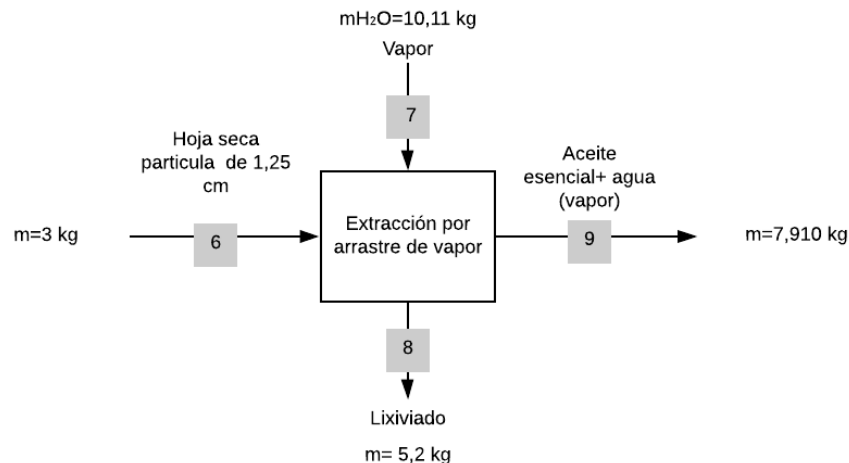 mH₂O=10,11 kg
Vapor
7
Hoja seca
particula de 1,25
cm
m=3 kg
6
Extracción por
arrastre de vapor
Aceite
esencial+ agua
(vapor)
9
m=7,910 kg
8
Lixiviado
m= 5,2 kg